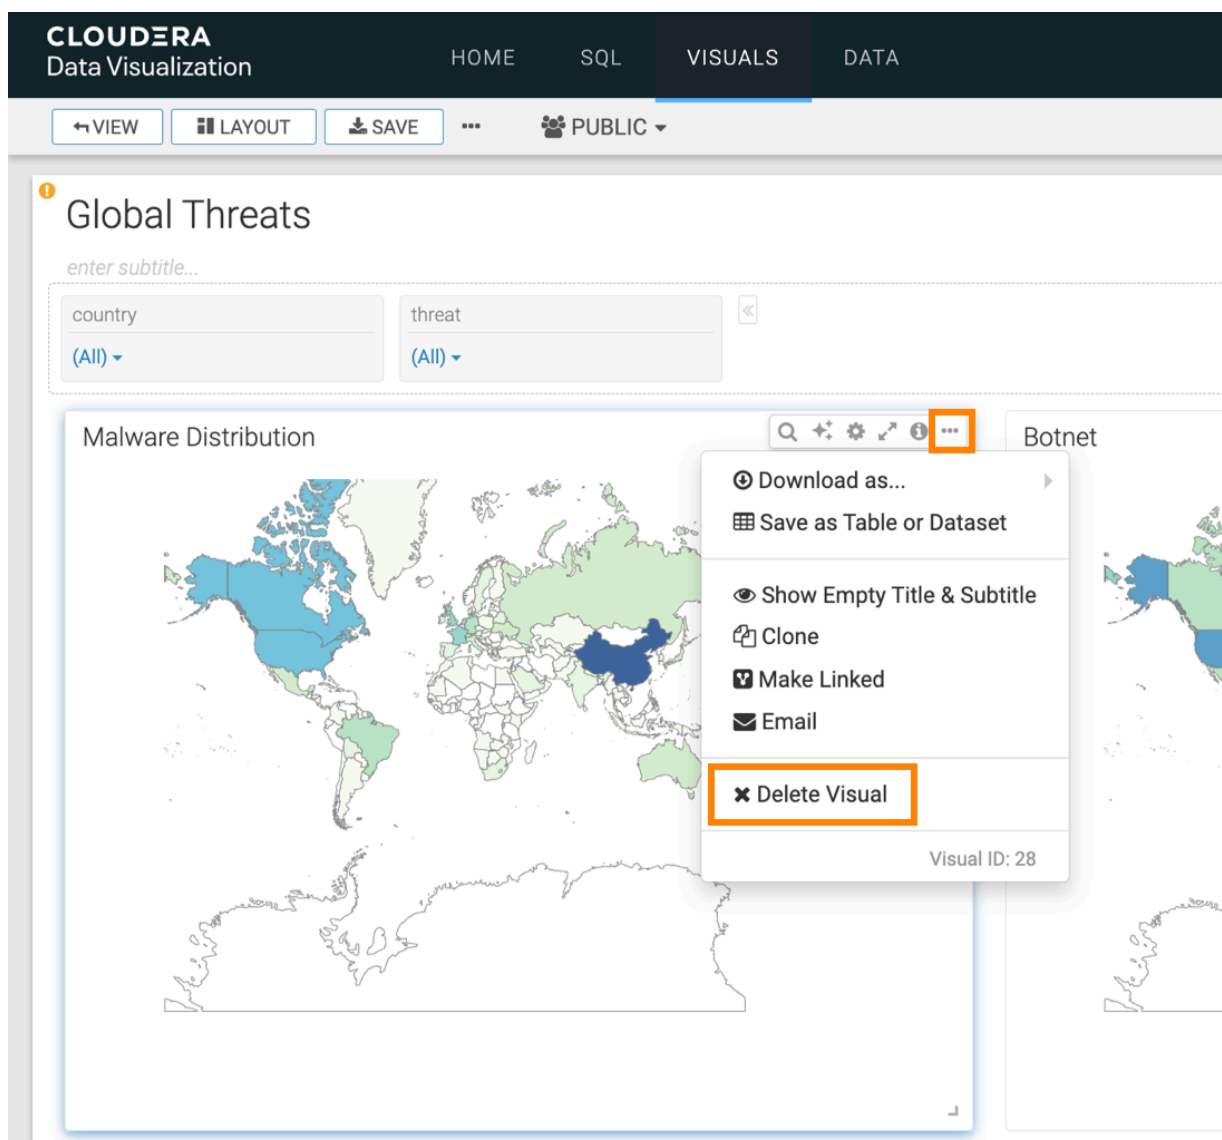 CLOUDERA
Data Visualization
HOME SQL VISUALS DATA
VIEW LAYOUT SAVE ... PUBLIC
Global Threats
enter subtitle...
country threat
(All) (All)
Malware Distribution
Botnet
Download as...
Save as Table or Dataset
Show Empty Title & Subtitle
Clone
Make Linked
Email
Delete Visual
Visual ID: 28